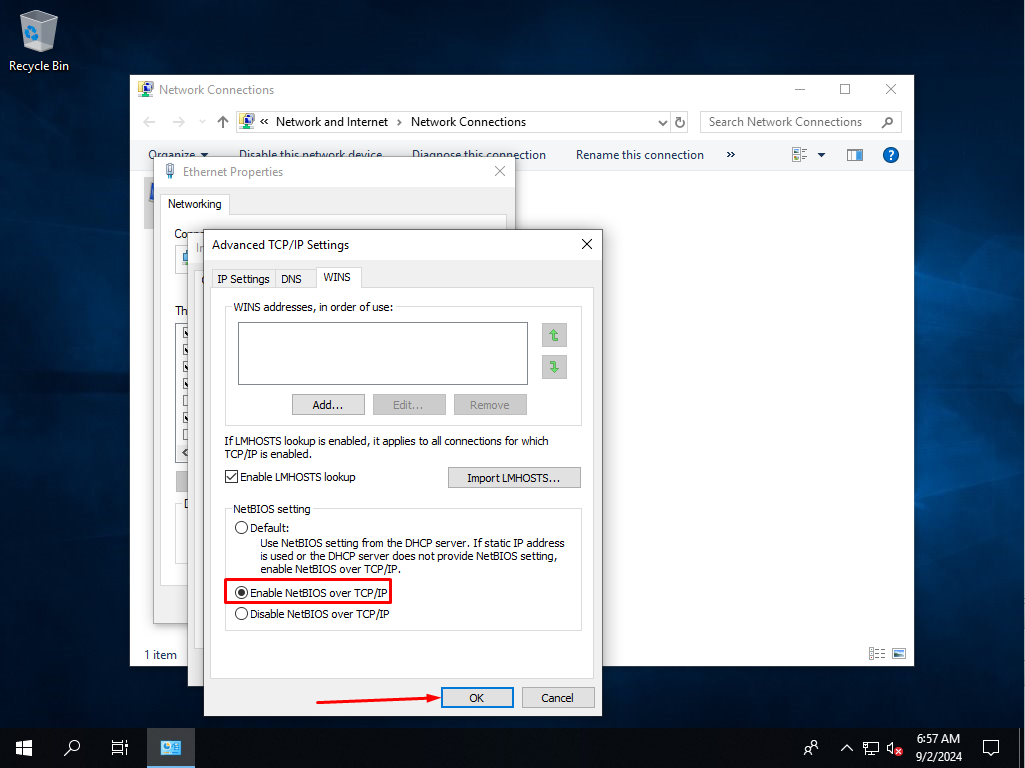 Recycle Bin
Network Connections
« Network and Internet › Network Connections
Search Network Connections
Organize
Disable this network device
Diagnose this connection
Rename this connection
»
Ethernet Properties
Networking
Advanced TCP/IP Settings
IP Settings
DNS
WINS
WINS addresses, in order of use:
Add...
Edit...
Remove
If LMHOSTS lookup is enabled, it applies to all connections for which
TCP/IP is enabled.
Enable LMHOSTS lookup
Import LMHOSTS...
NetBIOS setting
Default:
Use NetBIOS setting from the DHCP server. If static IP address
is used or the DHCP server does not provide NetBIOS setting,
enable NetBIOS over TCP/IP.
Enable NetBIOS over TCP/IP
Disable NetBIOS over TCP/IP
1 item
OK
Cancel
6:57 AM
9/2/2024